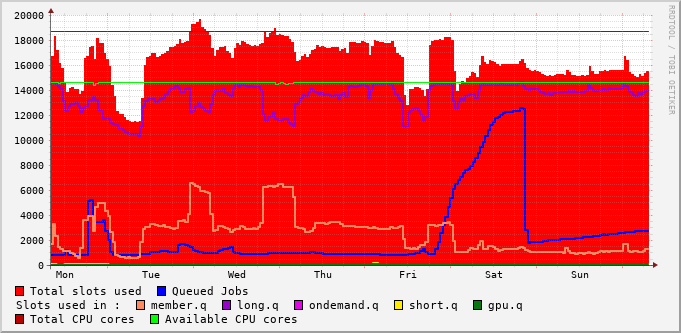 20000
18000
16000
14000
12000
10000
8000
6000
4000
2000
0
Mon Tue Wed Thu Fri Sat Sun
Total slots used Queued Jobs
Slots used in : member.q long.q ondemand.q short.q gpu.q
Total CPU cores Available CPU cores
RRDTOOL / TOBI OETIKER